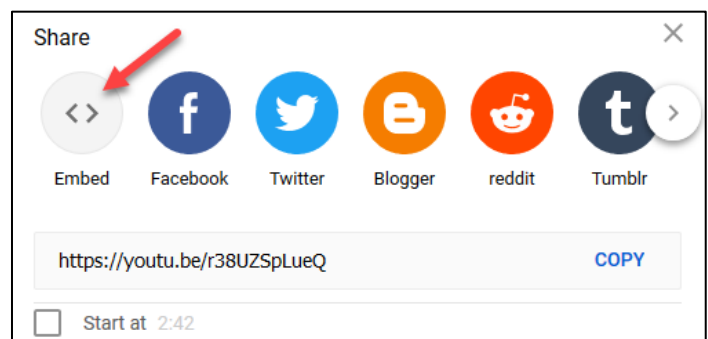 Share
Embed Facebook Twitter Blogger reddit Tumblr
https://youtu.be/r38UZSpLueQ COPY
Start at 2:42